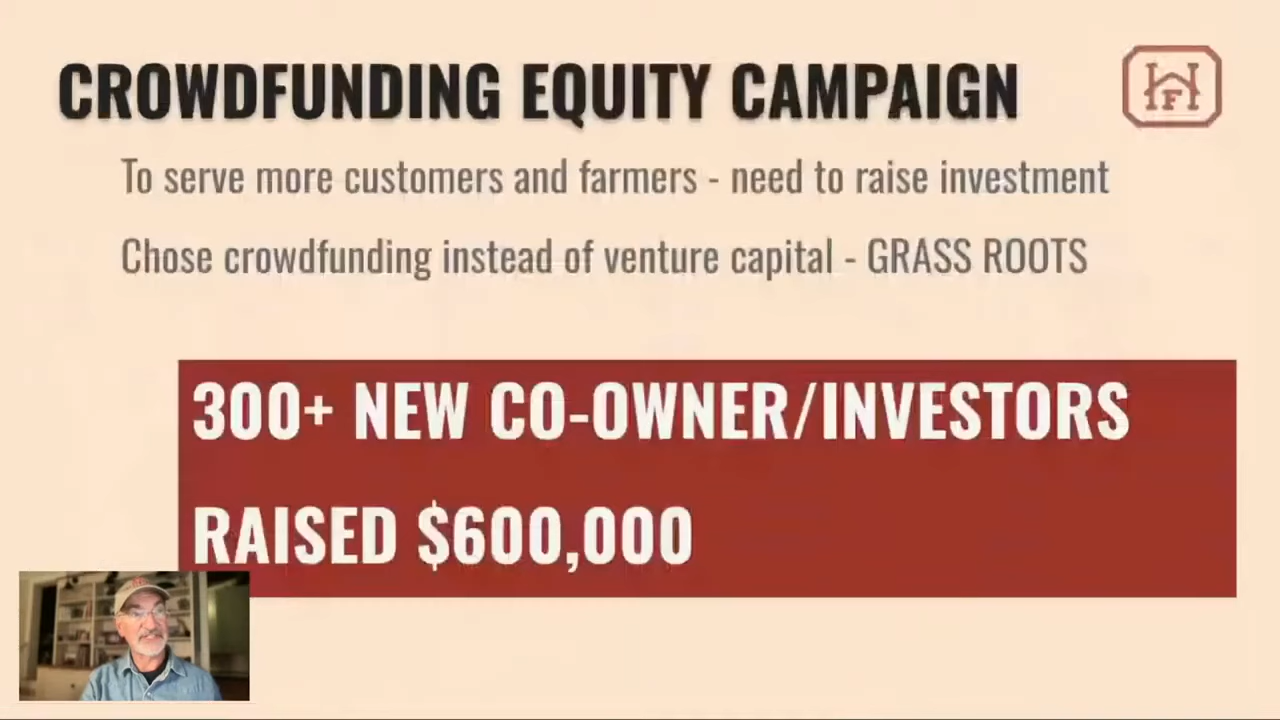 CROWDFUNDING EQUITY CAMPAIGN
HF
To serve more customers and farmers - need to raise investment
Chose crowdfunding instead of venture capital - GRASS ROOTS
300+ NEW CO-OWNER/INVESTORS
RAISED $600,000